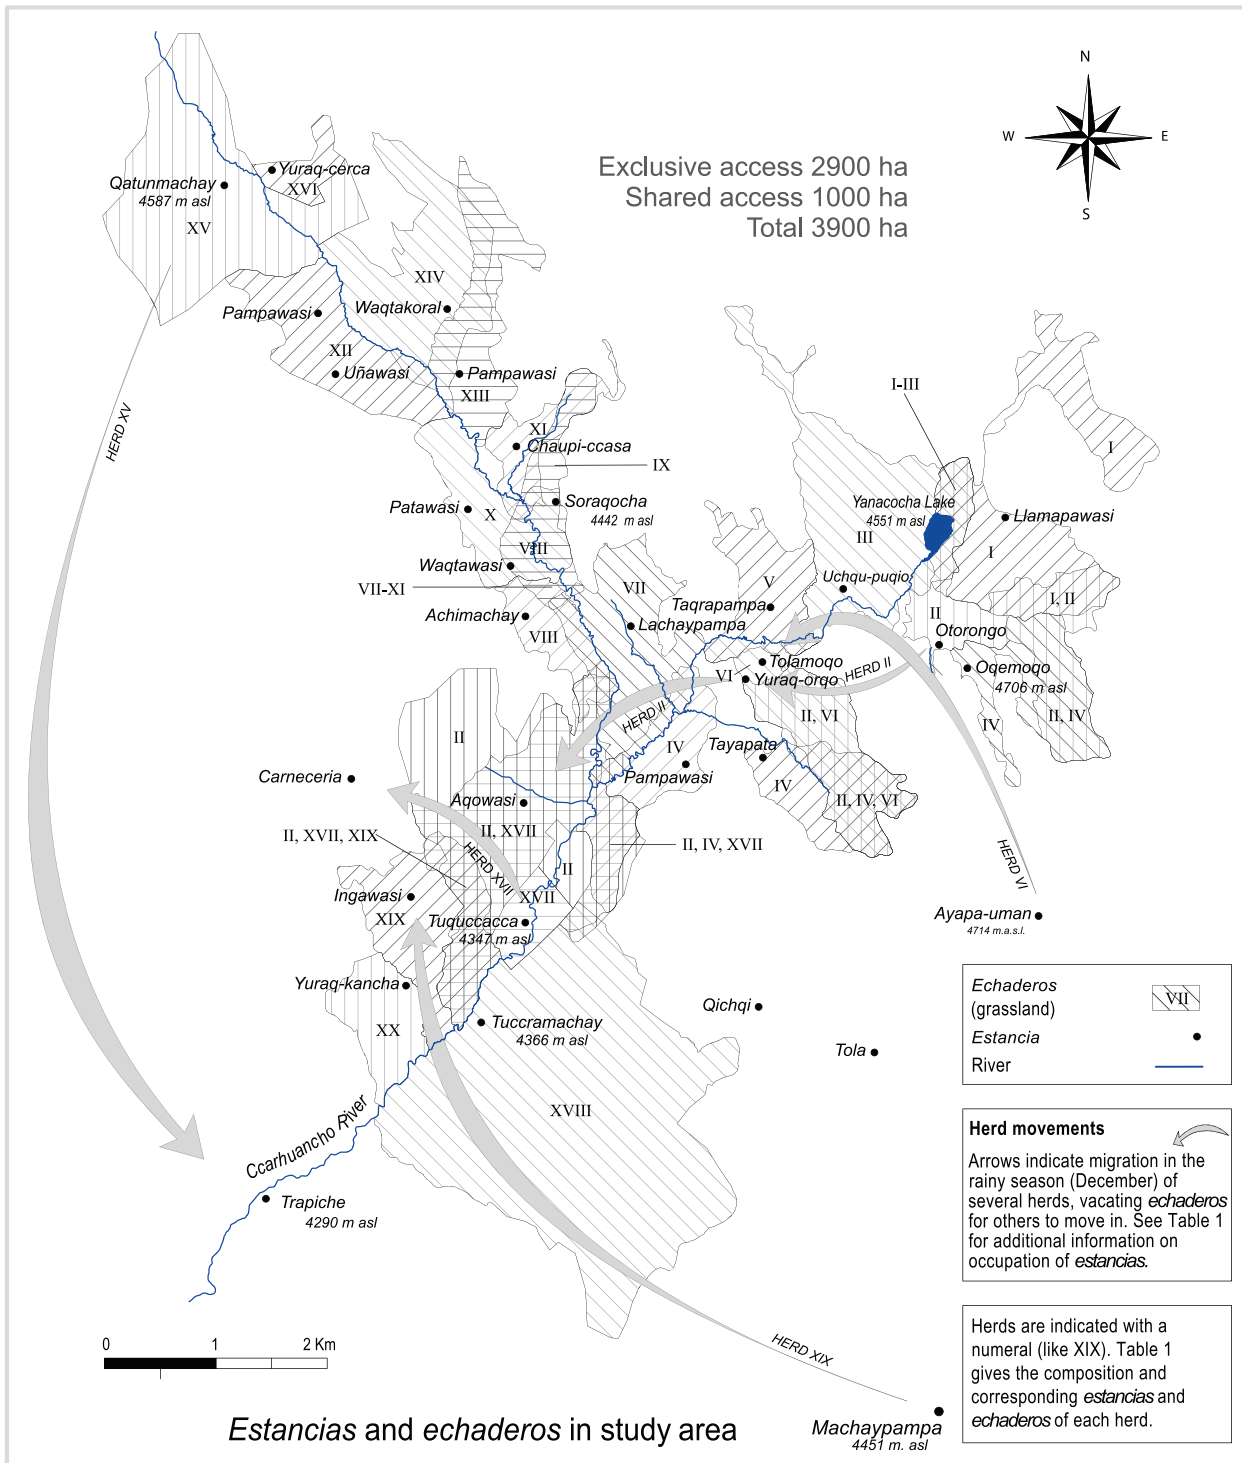 N
W
E
S
Exclusive access 2900 ha
Shared access 1000 ha
Total 3900 ha
Yuraq-cerca
XVI
Qatunmachay
4587 m asl
XV
XIV
Waqtakoral
Pampawasi
XII
Uñawasi
Pampawasi
XIII
HERD XV
XI
Chaupi-ccasa
IX
Patawasi
X
Soraqocha
4442 m asl
VIII
Waqtawasi
VII-XI
Achimachay
VIII
VII
Lachaypampa
I-III
I
Yanacocha Lake
4551 m asl
Llamapawasi
III
I
V
Taqrapampa
Uchqu-puqio
I, II
II
Otorongo
Tolamoqo
VI
Yuraq-orqo
HERD II
Oqemoqo
4706 m asl
II, VI
IV
II, IV
HERD II
II
IV
Tayapata
Pampawasi
IV
II, IV, VI
Carneceria
Aqowasi
II, XVII, XIX
II, XVII
II
II, IV, XVII
HERD XVII
HERD VI
Ingawasi
XIX
XVII
Tuquccacca
4347 m asl
Ayapa-uman
4714 m.a.s.l.
Yuraq-kancha
XX
Tuccramachay
4366 m asl
Qichqi
Tola
XVIII
Ccarhuancho River
Trapiche
4290 m asl
HERD XIX
Machaypampa
4451 m. asl
Echaderos
(grassland)
VII
Estancia
River
Herd movements
Arrows indicate migration in the
rainy season (December) of
several herds, vacating echaderos
for others to move in. See Table 1
for additional information on
occupation of estancias.
Herds are indicated with a
numeral (like XIX). Table 1
gives the composition and
corresponding estancias and
echaderos of each herd.
0 1 2 Km
Estancias and echaderos in study area